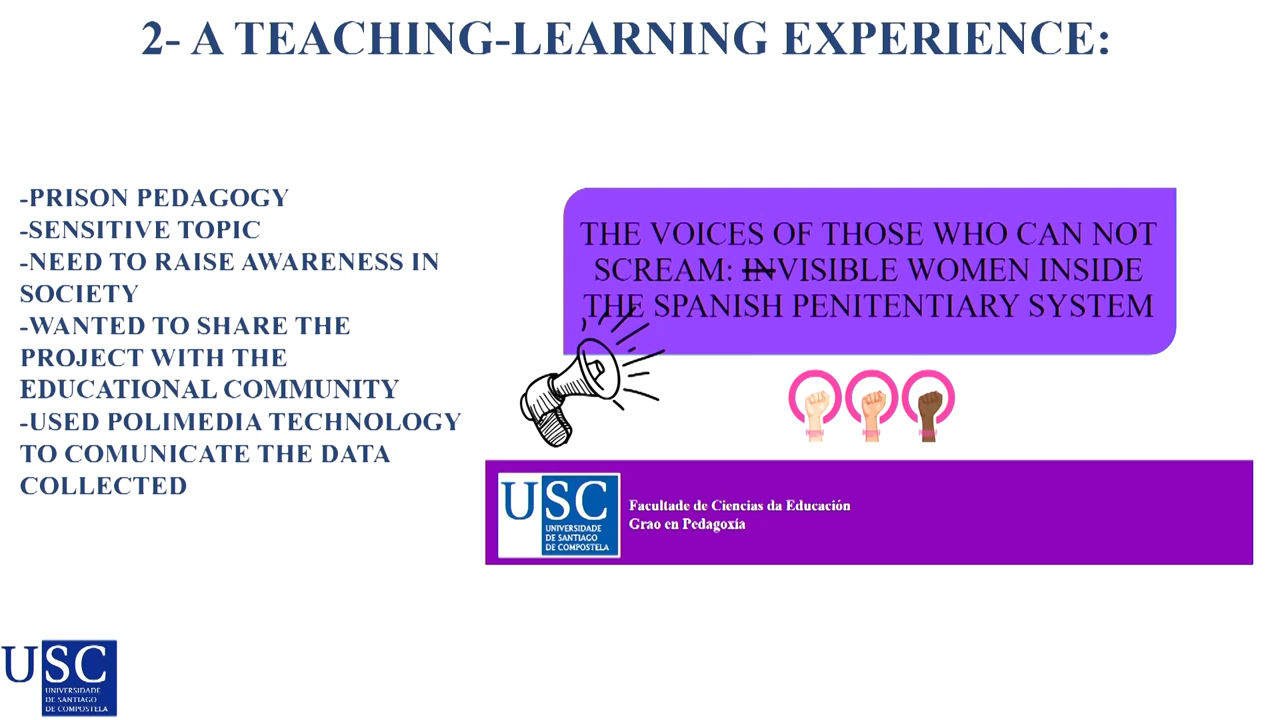 2- A TEACHING-LEARNING EXPERIENCE:
-PRISON PEDAGOGY
-SENSITIVE TOPIC
-NEED TO RAISE AWARENESS IN
SOCIETY
-WANTED TO SHARE THE
PROJECT WITH THE
EDUCATIONAL COMMUNITY
-USED POLIMEDIA TECHNOLOGY
TO COMUNICATE THE DATA
COLLECTED
THE VOICES OF THOSE WHO CAN NOT
SCREAM: INVISIBLE WOMEN INSIDE
THE SPANISH PENITENTIARY SYSTEM
USC
UNIVERSIDADE
DE SANTIAGO
DE COMPOSTELA
Facultade de Ciencias da Educación
Grao en Pedagoxía
USC
UNIVERSIDADE
DE SANTIAGO
DE COMPOSTELA